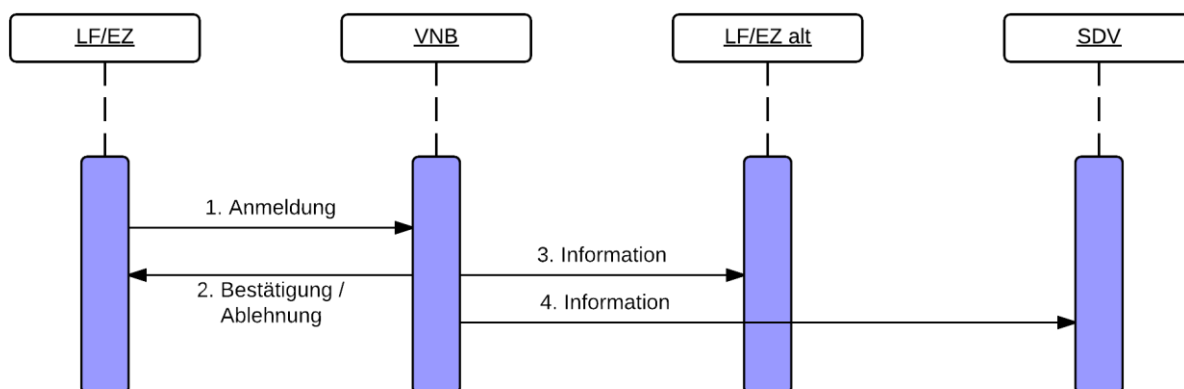 LF/EZ
VNB
LF/EZ alt
SDV
1. Anmeldung
3. Information
2. Bestätigung /
Ablehnung
4. Information